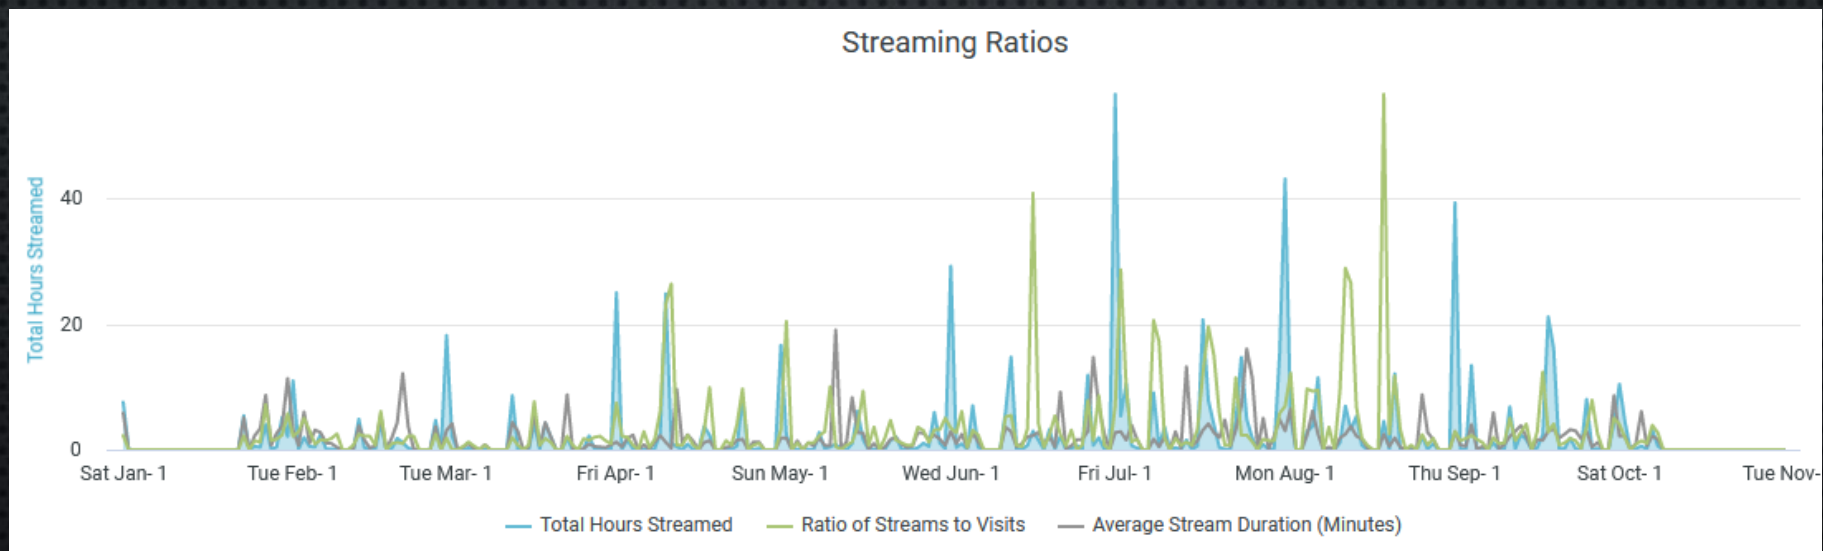 Streaming Ratios
Total Hours Streamed
40
20
0
Sat Jan- 1 Tue Feb- 1 Tue Mar- 1 Fri Apr- 1 Sun May- 1 Wed Jun- 1 Fri Jul- 1 Mon Aug- 1 Thu Sep- 1 Sat Oct- 1 Tue Nov-
Total Hours Streamed Ratio of Streams to Visits Average Stream Duration (Minutes)